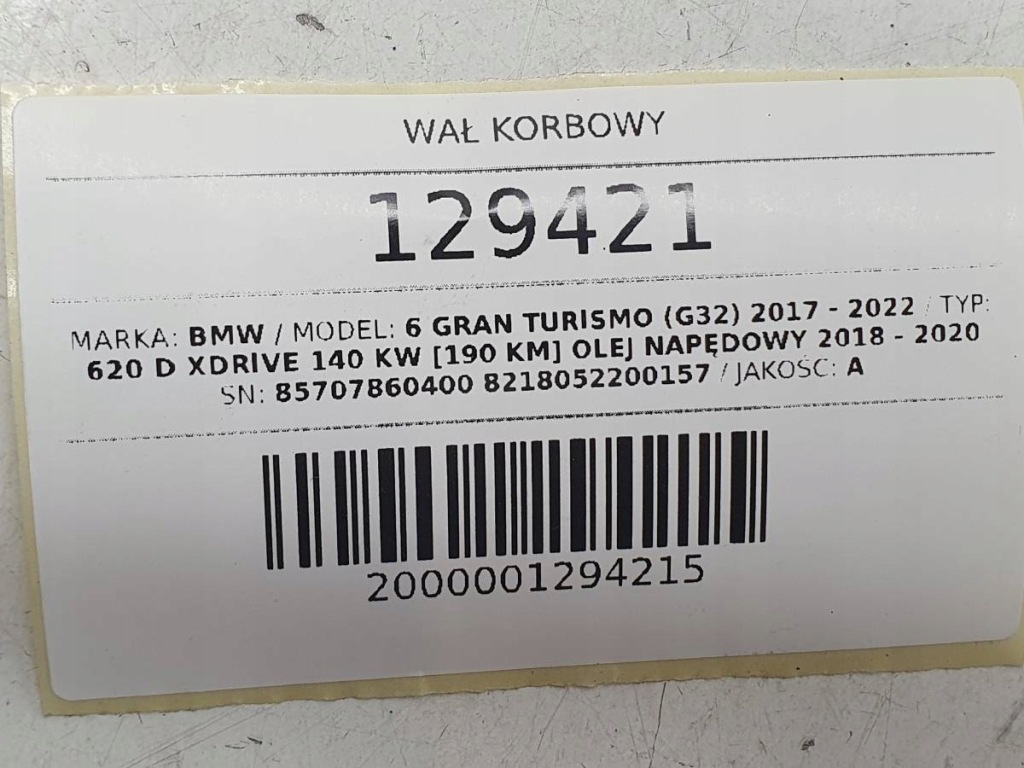 WAŁ KORBOWY
129421
MARKA: BMW / MODEL: 6 GRAN TURISMO (G32) 2017 - 2022 / TYP:
620 D XDRIVE 140 KW [190 KM] OLEJ NAPĘDOWY 2018 - 2020
SN: 85707860400 8218052200157 / JAKOŚĆ: A
2000001294215